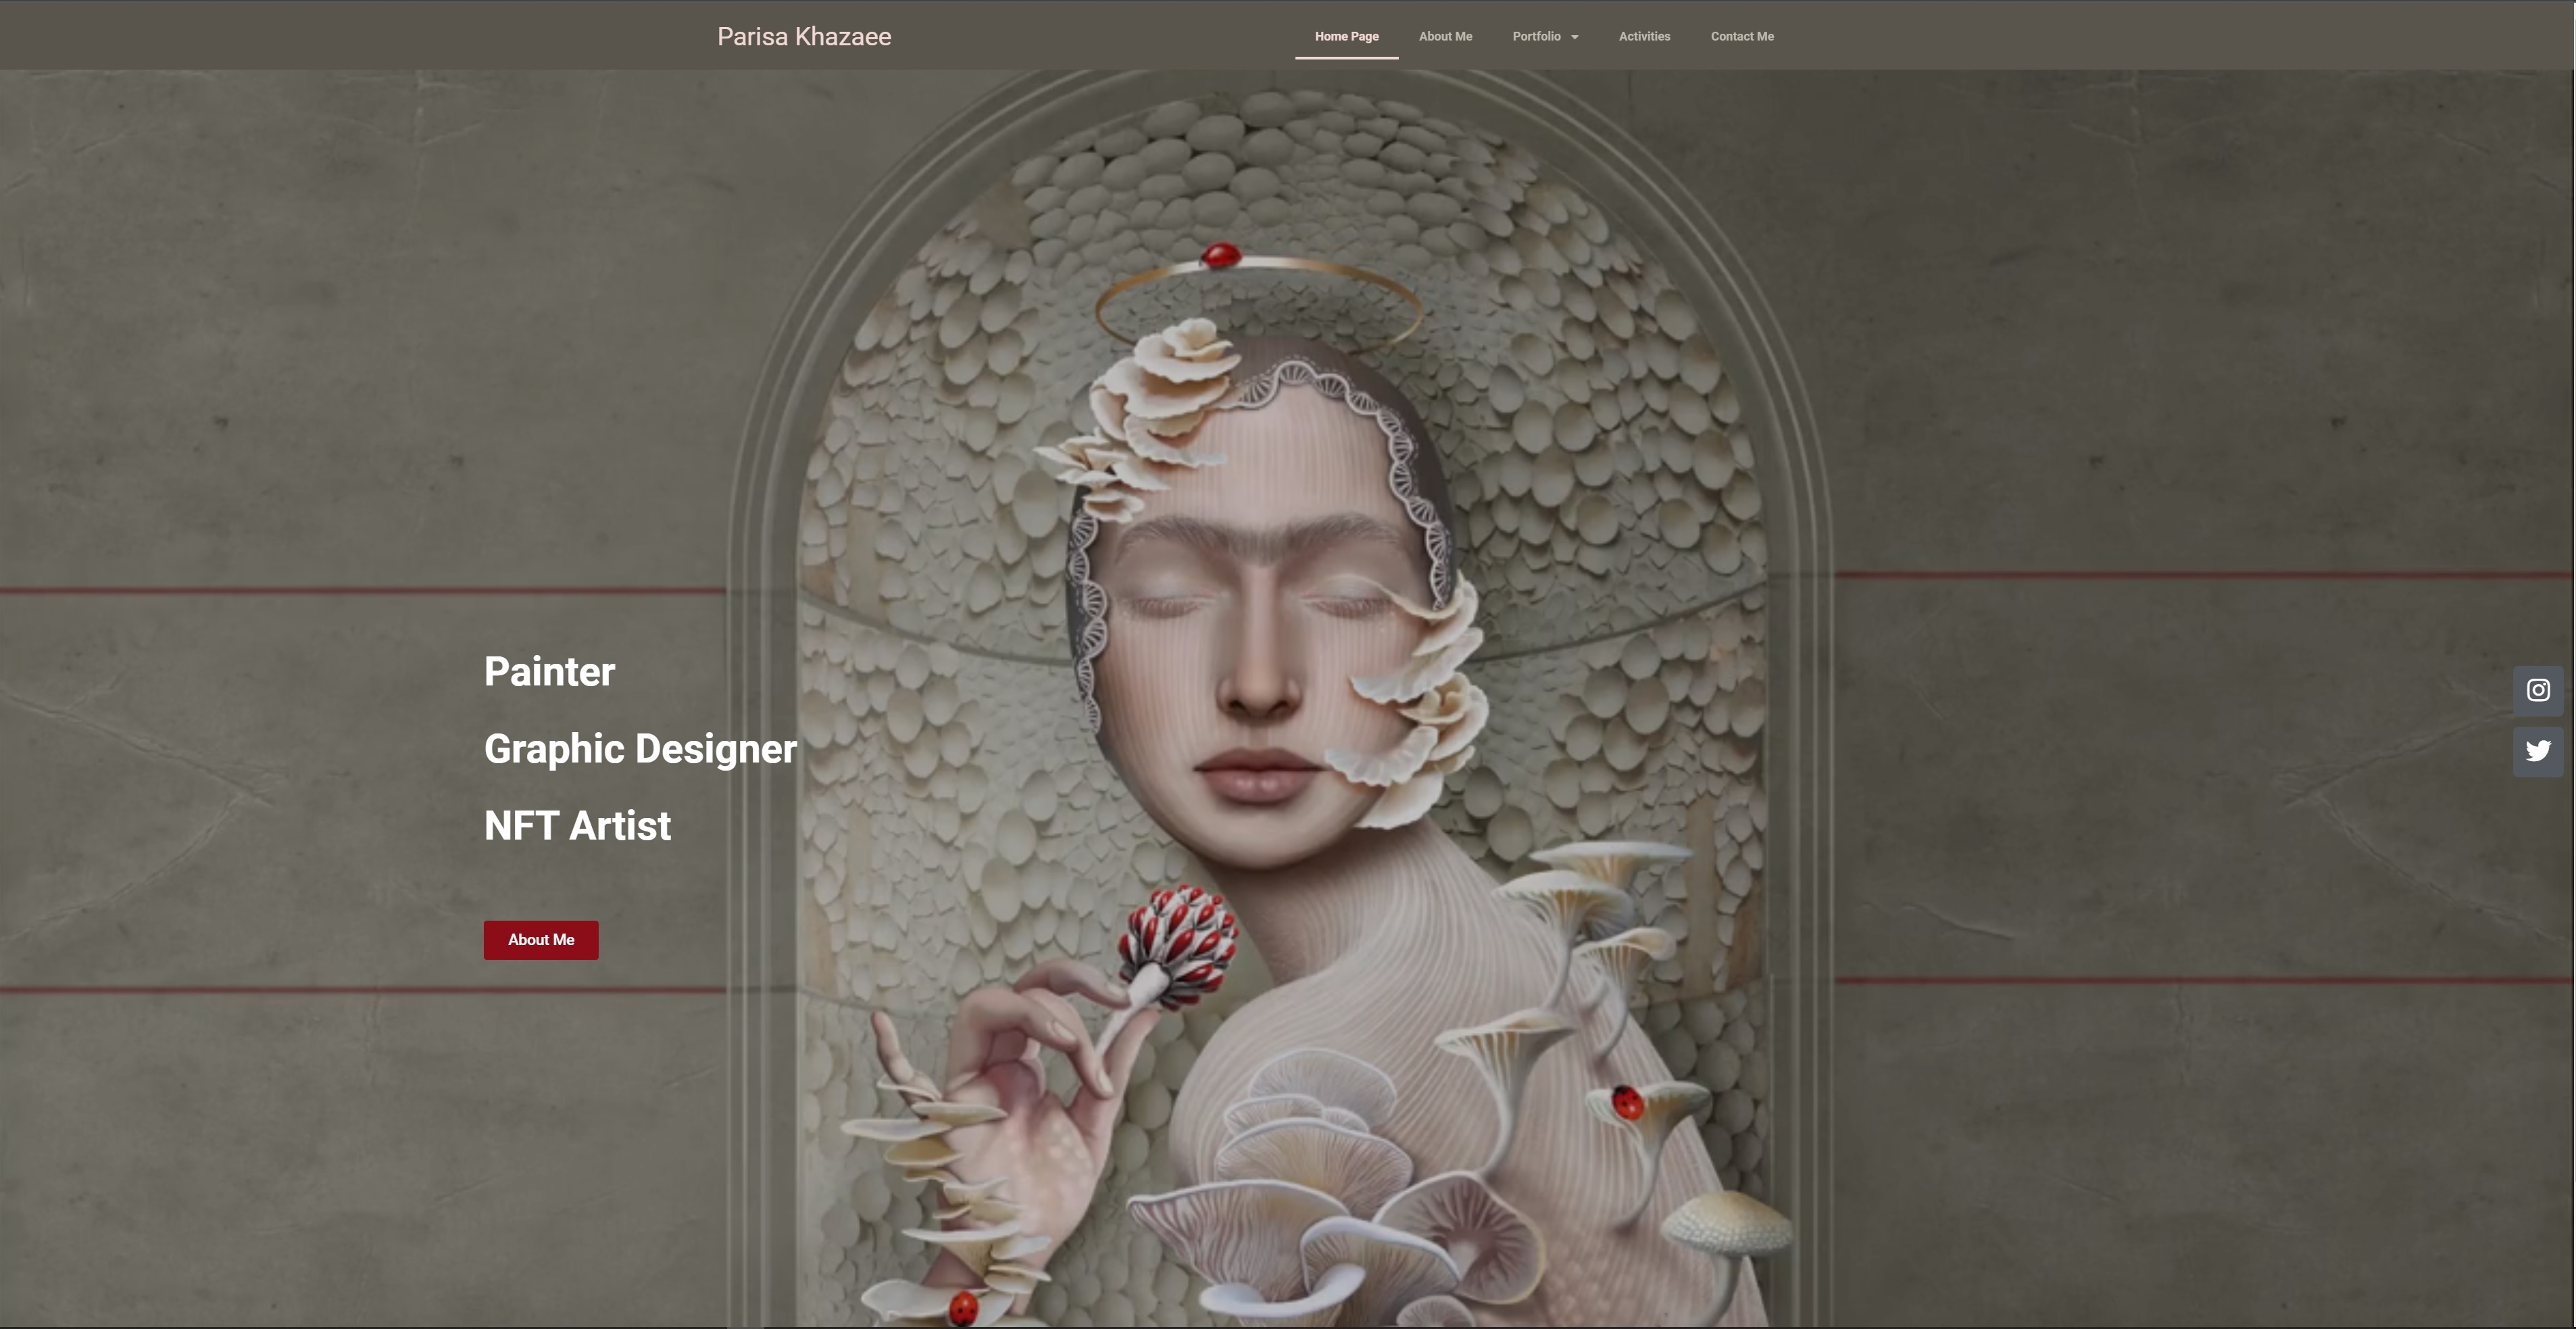 Parisa Khazaee
Home Page
About Me
Portfolio
Activities
Contact Me
Painter
Graphic Designer
NFT Artist
About Me